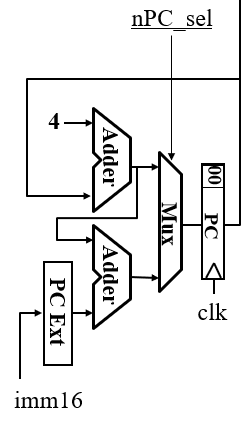 nPC_sel
4
Adder
00
PC
Mux
Adder
PC Ext
clk
imm16